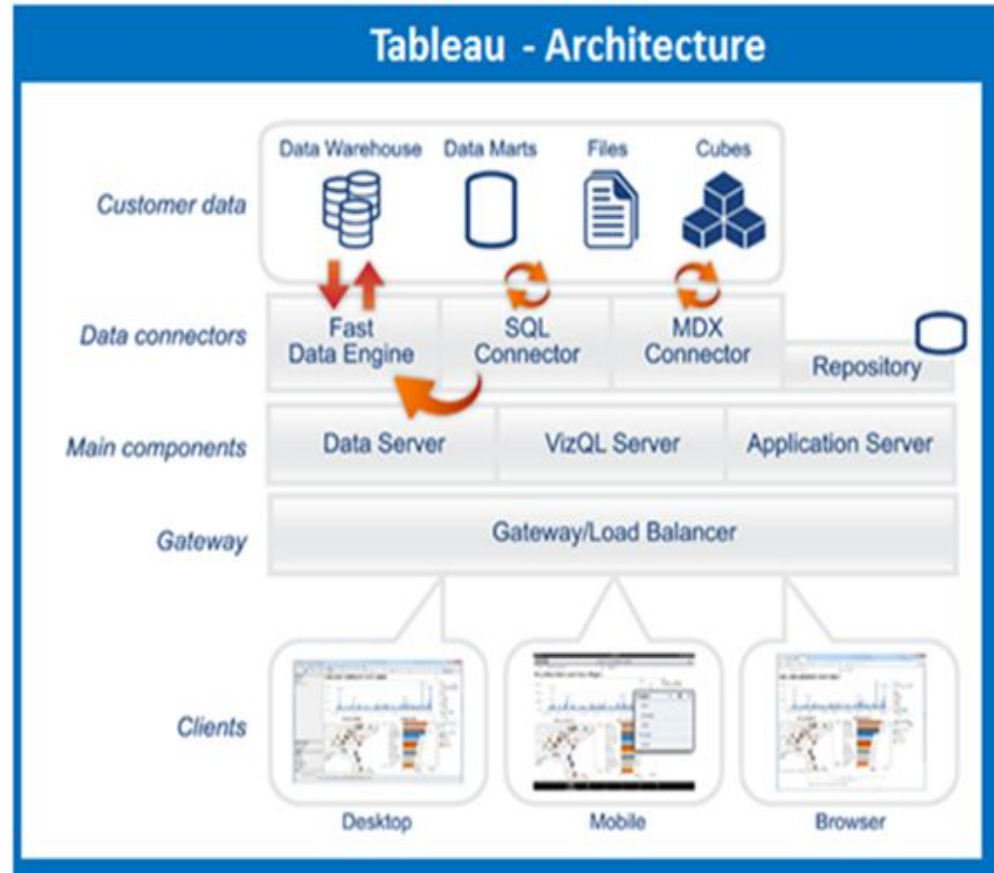 Tableau - Architecture
Data Warehouse Data Marts Files Cubes
Customer data
Data connectors
Fast
Data Engine
SQL
Connector
MDX
Connector
Repository
Main components
Data Server VizQL Server Application Server
Gateway
Gateway/Load Balancer
Clients
Desktop Mobile Browser